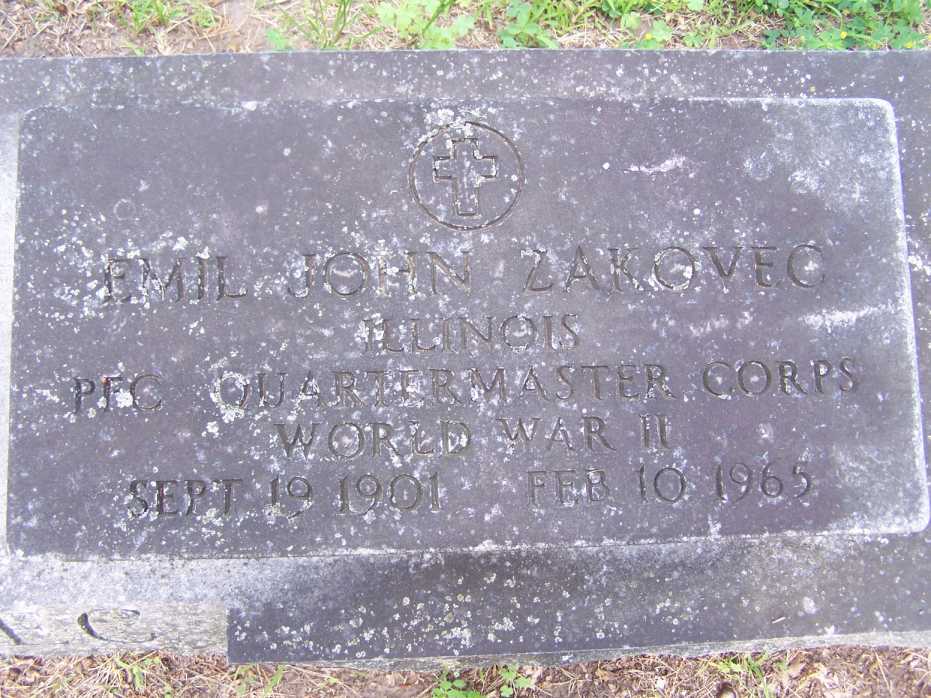 EMIL JOHN ZAKOVEC
ILLINOIS
PFC QUARTERMASTER CORPS
WORLD WAR II
SEPT 19 1901 FEB 10 1965